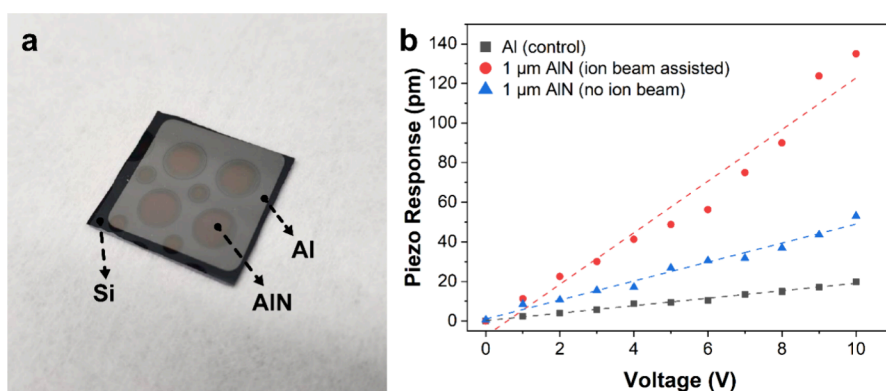 a
Si
AlN
Al
b
Al (control)
1 μm AlN (ion beam assisted)
1 μm AlN (no ion beam)
Piezo Response (pm)
140
120
100
80
60
40
20
0
0
2
4
6
8
10
Voltage (V)